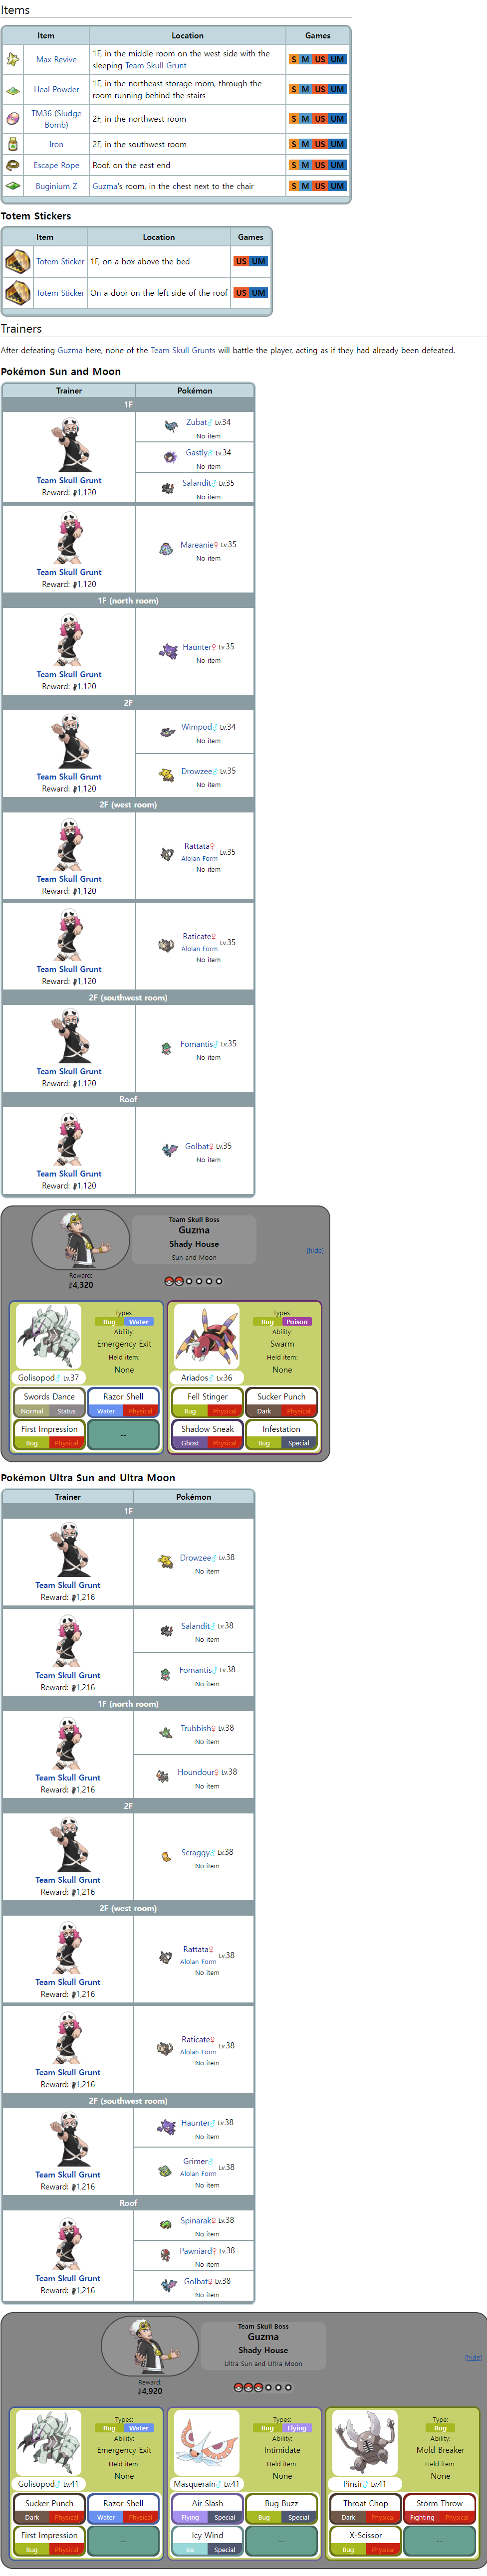 Items
Item Location Games
Max Revive 1F, in the middle room on the west side with the
sleeping Team Skull Grunt S M US UM
Heal Powder 1F, in the northeast storage room, through the
room running behind the stairs S M US UM
TM36 (Sludge
Bomb) 2F, in the northwest room S M US UM
Iron 2F, in the southwest room S M US UM
Escape Rope Roof, on the east end S M US UM
Buginium Z Guzma's room, in the chest next to the chair S M US UM
Totem Stickers
Item Location Games
Totem Sticker 1F, on a box above the bed US UM
Totem Sticker On a door on the left side of the roof US UM
Trainers
After defeating Guzma here, none of the Team Skull Grunts will battle the player, acting as if they had already been defeated.
Pokémon Sun and Moon
Trainer Pokémon
1F
Zubat♂ Lv.34
No item
Gastly♂ Lv.34
No item
Salandit♂ Lv.35
No item
Team Skull Grunt
Reward: 1,120
Mareanie♀ Lv.35
No item
Team Skull Grunt
Reward: 1,120
1F (north room)
Haunter♀ Lv.35
No item
Team Skull Grunt
Reward: 1,120
2F
Wimpod♂ Lv.34
No item
Drowzee♂ Lv.35
No item
Team Skull Grunt
Reward: 1,120
2F (west room)
Rattata♀ Lv.35
Alolan Form
No item
Team Skull Grunt
Reward: 1,120
Raticate♀ Lv.35
Alolan Form
No item
Team Skull Grunt
Reward: 1,120
2F (southwest room)
Fomantis♂ Lv.35
No item
Team Skull Grunt
Reward: 1,120
Roof
Golbat♀ Lv.35
No item
Team Skull Grunt
Reward: 1,120
Team Skull Boss
Guzma
Shady House
Sun and Moon
[hide]
Reward:
4,320
Types:
Bug Water
Ability:
Emergency Exit
Held item:
None
Golisopod♂ Lv.37
Swords Dance Razor Shell
Normal Status Water Physical
First Impression --
Bug Physical
Types:
Bug Poison
Ability:
Swarm
Held item:
None
Ariados♂ Lv.36
Fell Stinger Sucker Punch
Bug Physical Dark Physical
Shadow Sneak Infestation
Ghost Physical Bug Special
Pokémon Ultra Sun and Ultra Moon
Trainer Pokémon
1F
Drowzee♂ Lv.38
No item
Team Skull Grunt
Reward: 1,216
Salandit♂ Lv.38
No item
Fomantis♂ Lv.38
No item
Team Skull Grunt
Reward: 1,216
1F (north room)
Trubbish♀ Lv.38
No item
Houndour♀ Lv.38
No item
Team Skull Grunt
Reward: 1,216
2F
Scraggy♂ Lv.38
No item
Team Skull Grunt
Reward: 1,216
2F (west room)
Rattata♀ Lv.38
Alolan Form
No item
Team Skull Grunt
Reward: 1,216
Raticate♀ Lv.38
Alolan Form
No item
Team Skull Grunt
Reward: 1,216
2F (southwest room)
Haunter♂ Lv.38
No item
Grimer♂ Lv.38
Alolan Form
No item
Team Skull Grunt
Reward: 1,216
Roof
Spinarak♀ Lv.38
No item
Pawniard♀ Lv.38
No item
Golbat♀ Lv.38
No item
Team Skull Grunt
Reward: 1,216
Team Skull Boss
Guzma
Shady House
Ultra Sun and Ultra Moon
[hide]
Reward:
4,920
Types:
Bug Water
Ability:
Emergency Exit
Held item:
None
Golisopod♂ Lv.41
Sucker Punch Razor Shell
Dark Physical Water Physical
First Impression --
Bug Physical
Types:
Bug Flying
Ability:
Intimidate
Held item:
None
Masquerain♂ Lv.41
Air Slash Bug Buzz
Flying Special Bug Special
Icy Wind --
Ice Special
Types:
Bug
Ability:
Mold Breaker
Held item:
None
Pinsir♂ Lv.41
Throat Chop Storm Throw
Dark Physical Fighting Physical
X-Scissor --
Bug Physical